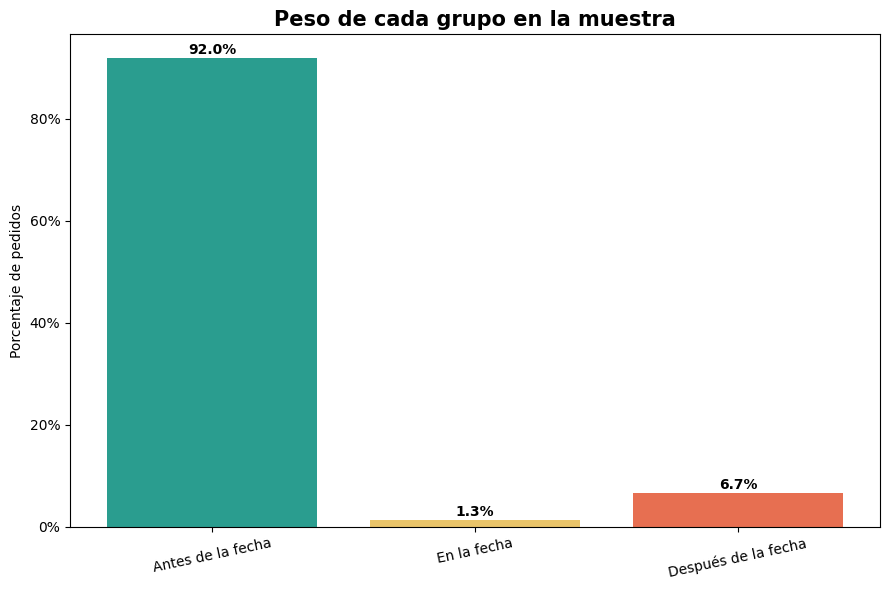 Peso de cada grupo en la muestra
Porcentaje de pedidos
80%
60%
40%
20%
0%
92.0%
1.3%
6.7%
Antes de la fecha
En la fecha
Después de la fecha